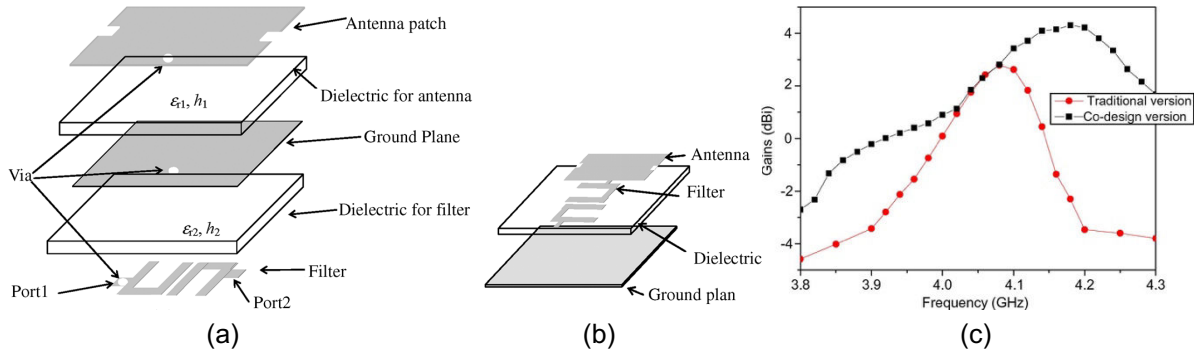 Antenna patch
Dielectric for antenna
εr1, h1
Ground Plane
Via
Dielectric for filter
εr2, h2
Filter
Port1
Port2
(a)
Antenna
Filter
Dielectric
Ground plan
(b)
Gains (dBi)
4
2
0
-2
-4
Traditional version
Co-design version
3.8 3.9 4.0 4.1 4.2 4.3
Frequency (GHz)
(c)